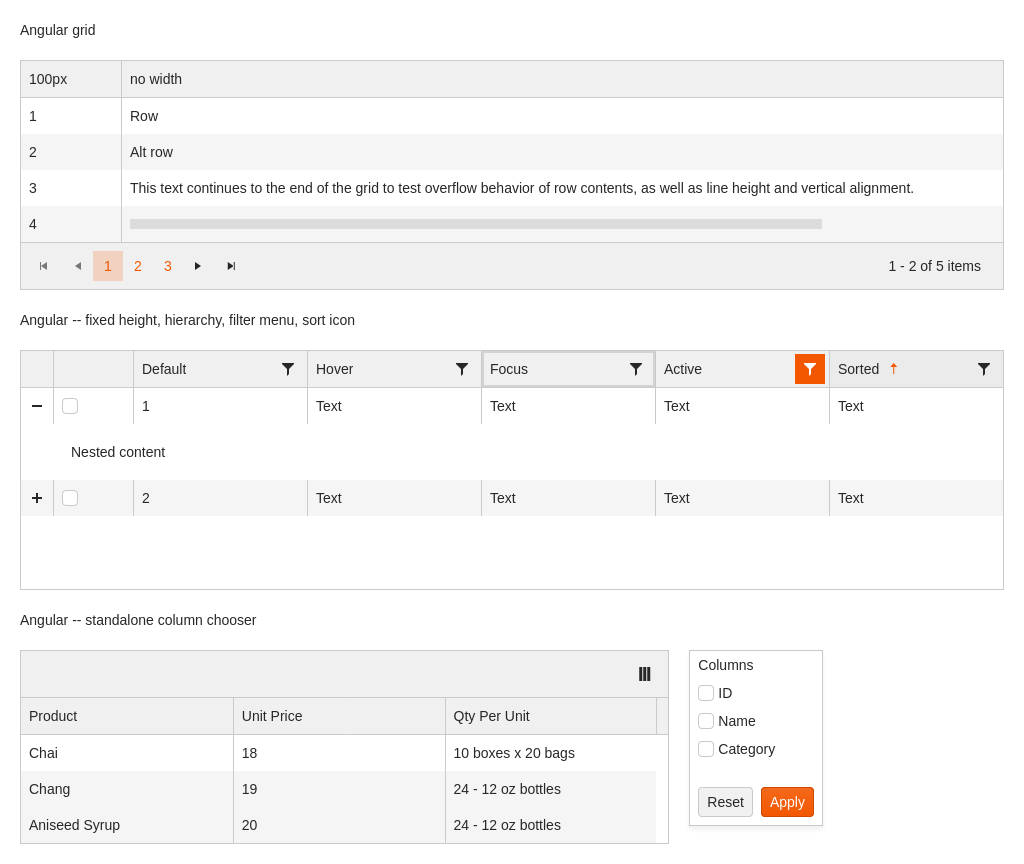 Angular grid
100px no width
1 Row
2 Alt row
3 This text continues to the end of the grid to test overflow behavior of row contents, as well as line height and vertical alignment.
4
1 2 3 1 - 2 of 5 items
Angular -- fixed height, hierarchy, filter menu, sort icon
Default Hover Focus Active Sorted
1 Text Text Text Text
Nested content
2 Text Text Text Text
Angular -- standalone column chooser
Product Unit Price Qty Per Unit
Chai 18 10 boxes x 20 bags
Chang 19 24 - 12 oz bottles
Aniseed Syrup 20 24 - 12 oz bottles
Columns
ID
Name
Category
Reset Apply